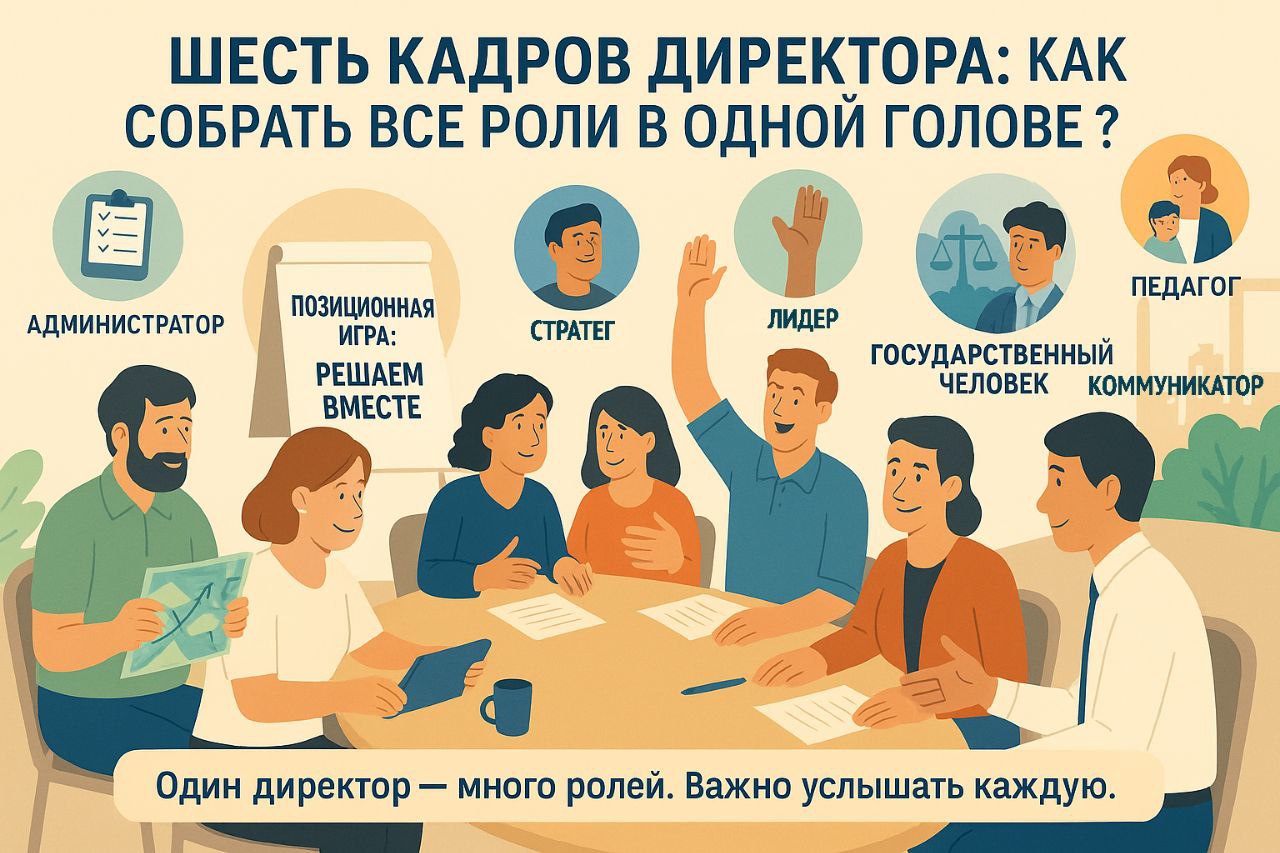 ШЕСТЬ КАДРОВ ДИРЕКТОРА: КАК
СОБРАТЬ ВСЕ РОЛИ В ОДНОЙ ГОЛОВЕ ?
АДМИНИСТРАТОР
ПОЗИЦИОННАЯ
ИГРА:
РЕШАЕМ
ВМЕСТЕ
СТРАТЕГ
ЛИДЕР
ГОСУДАРСТВЕННЫЙ
ЧЕЛОВЕК
ПЕДАГОГ
КОММУНИКАТОР
Один директор — много ролей. Важно услышать каждую.